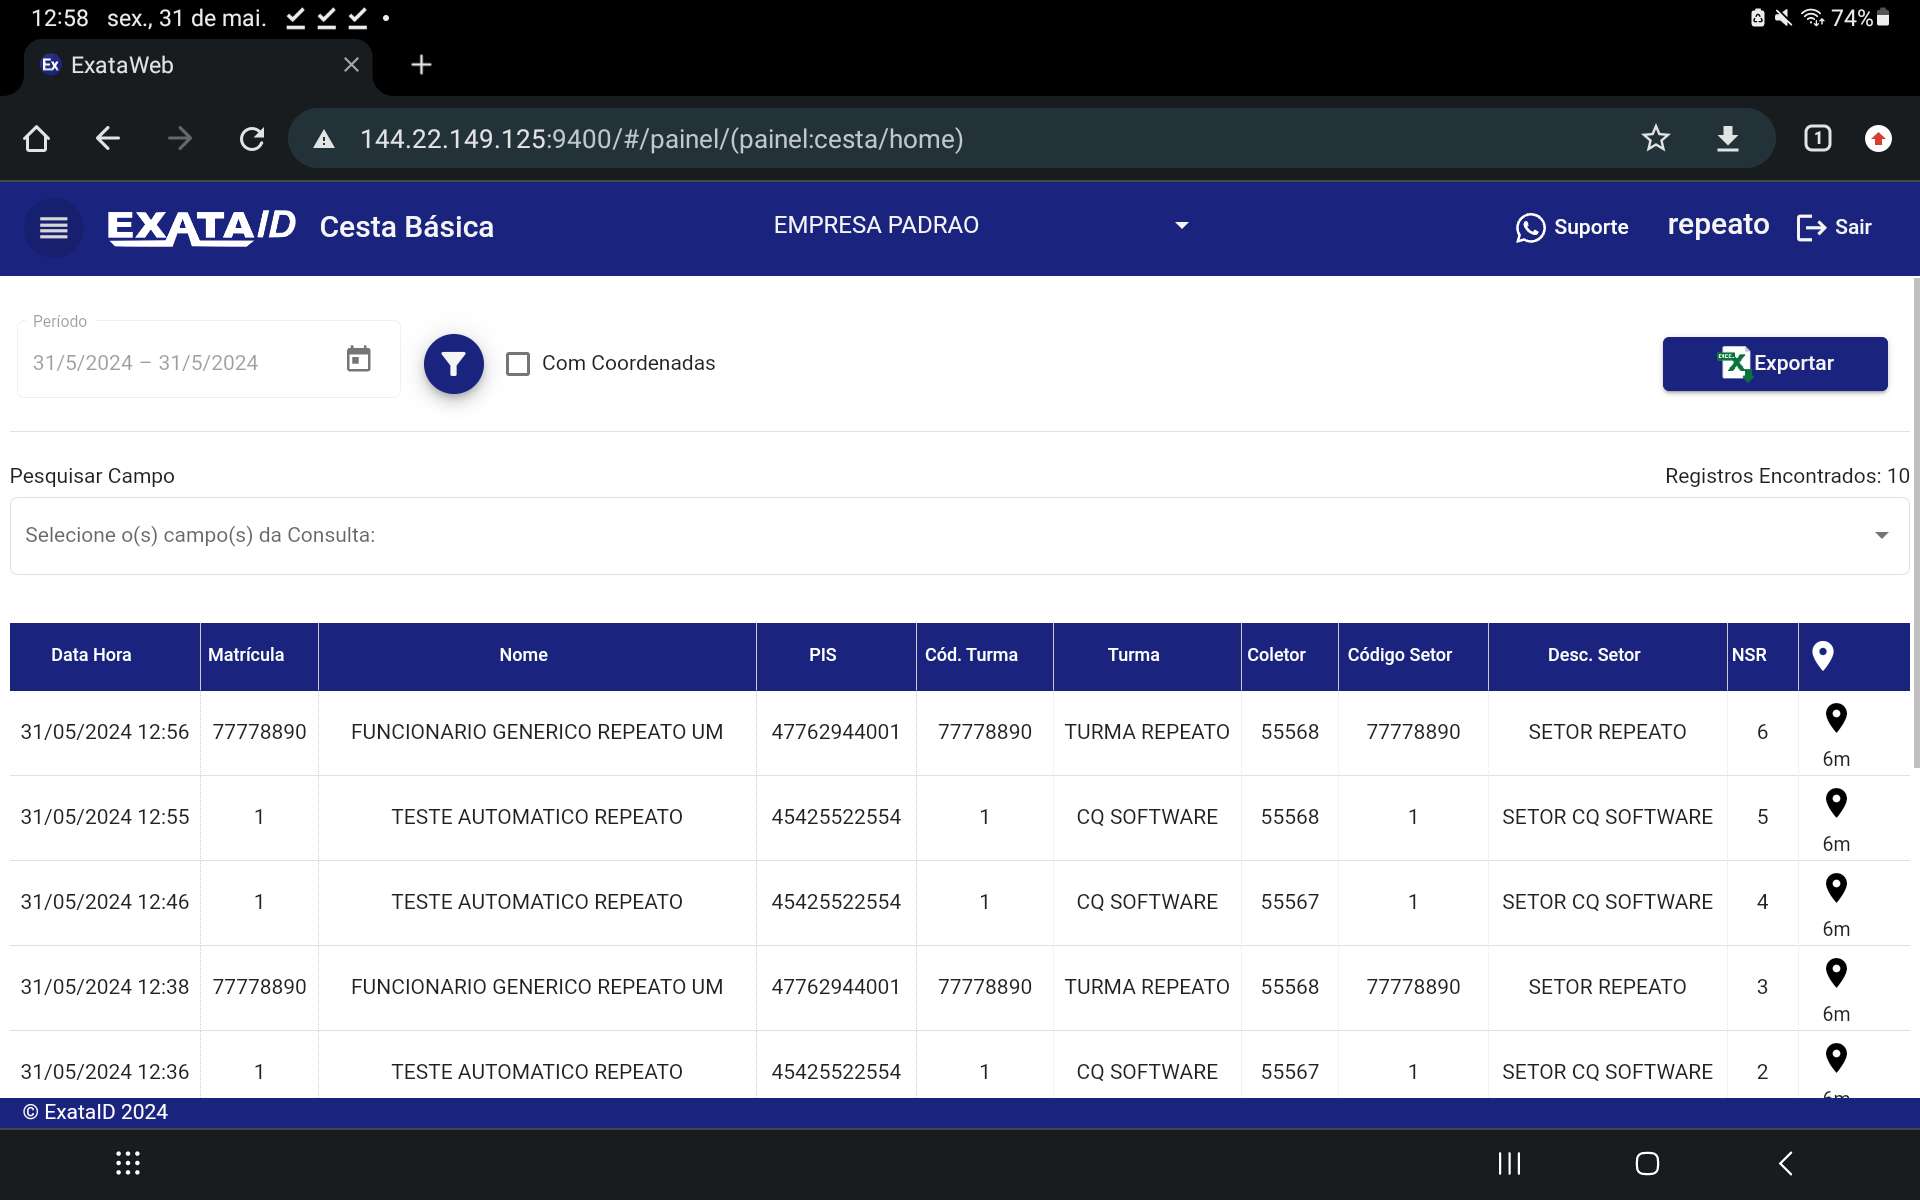 12:58 sex., 31 de mai. 74%
Ex ExataWeb
144.22.149.125:9400/#/painel/(painel:cesta/home) 1
EXATA ID Cesta Básica EMPRESA PADRAO Suporte repeato Sair
Período
31/5/2024 – 31/5/2024 Com Coordenadas Exportar
Pesquisar Campo Registros Encontrados: 10
Selecione o(s) campo(s) da Consulta:
Data Hora Matrícula Nome PIS Cód. Turma Turma Coletor Código Setor Desc. Setor NSR
31/05/2024 12:56 77778890 FUNCIONARIO GENERICO REPEATO UM 47762944001 77778890 TURMA REPEATO 55568 77778890 SETOR REPEATO 6
6m
31/05/2024 12:55 1 TESTE AUTOMATICO REPEATO 45425522554 1 CQ SOFTWARE 55568 1 SETOR CQ SOFTWARE 5
6m
31/05/2024 12:46 1 TESTE AUTOMATICO REPEATO 45425522554 1 CQ SOFTWARE 55567 1 SETOR CQ SOFTWARE 4
6m
31/05/2024 12:38 77778890 FUNCIONARIO GENERICO REPEATO UM 47762944001 77778890 TURMA REPEATO 55568 77778890 SETOR REPEATO 3
6m
31/05/2024 12:36 1 TESTE AUTOMATICO REPEATO 45425522554 1 CQ SOFTWARE 55567 1 SETOR CQ SOFTWARE 2
© ExataID 2024